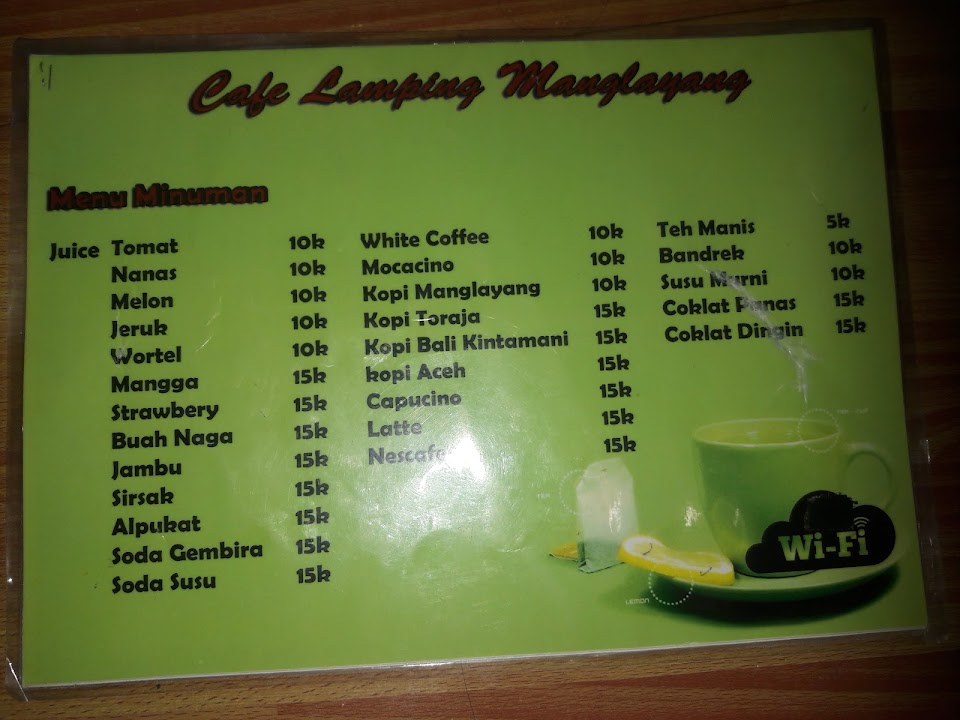 Cafe Lamping Manglayang
Menu Minuman
Juice Tomat 10k
Nanas 10k
Melon 10k
Jeruk 10k
Wortel 10k
Mangga 15k
Strawbery 15k
Buah Naga 15k
Jambu 15k
Sirsak 15k
Alpukat 15k
Soda Gembira 15k
Soda Susu 15k
White Coffee 10k
Mocacino 10k
Kopi Manglayang 10k
Kopi Toraja 15k
Kopi Bali Kintamani 15k
kopi Aceh 15k
Capucino 15k
Latte 15k
Nescafe 15k
Teh Manis 5k
Bandrek 10k
Susu Murni 10k
Coklat Panas 15k
Coklat Dingin 15k
Wi-Fi
LEMON